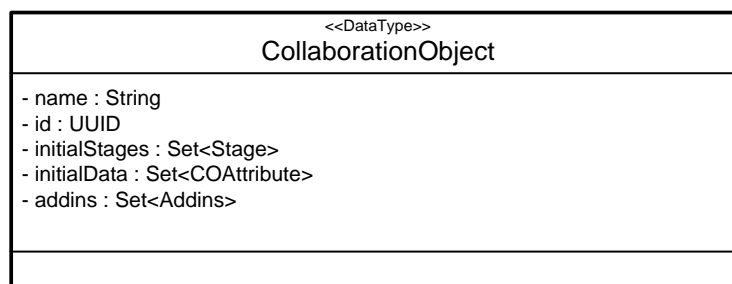 <<DataType>>
CollaborationObject
- name : String
- id : UUID
- initialStages : Set<Stage>
- initialData : Set<COAttribute>
- addins : Set<Addins>